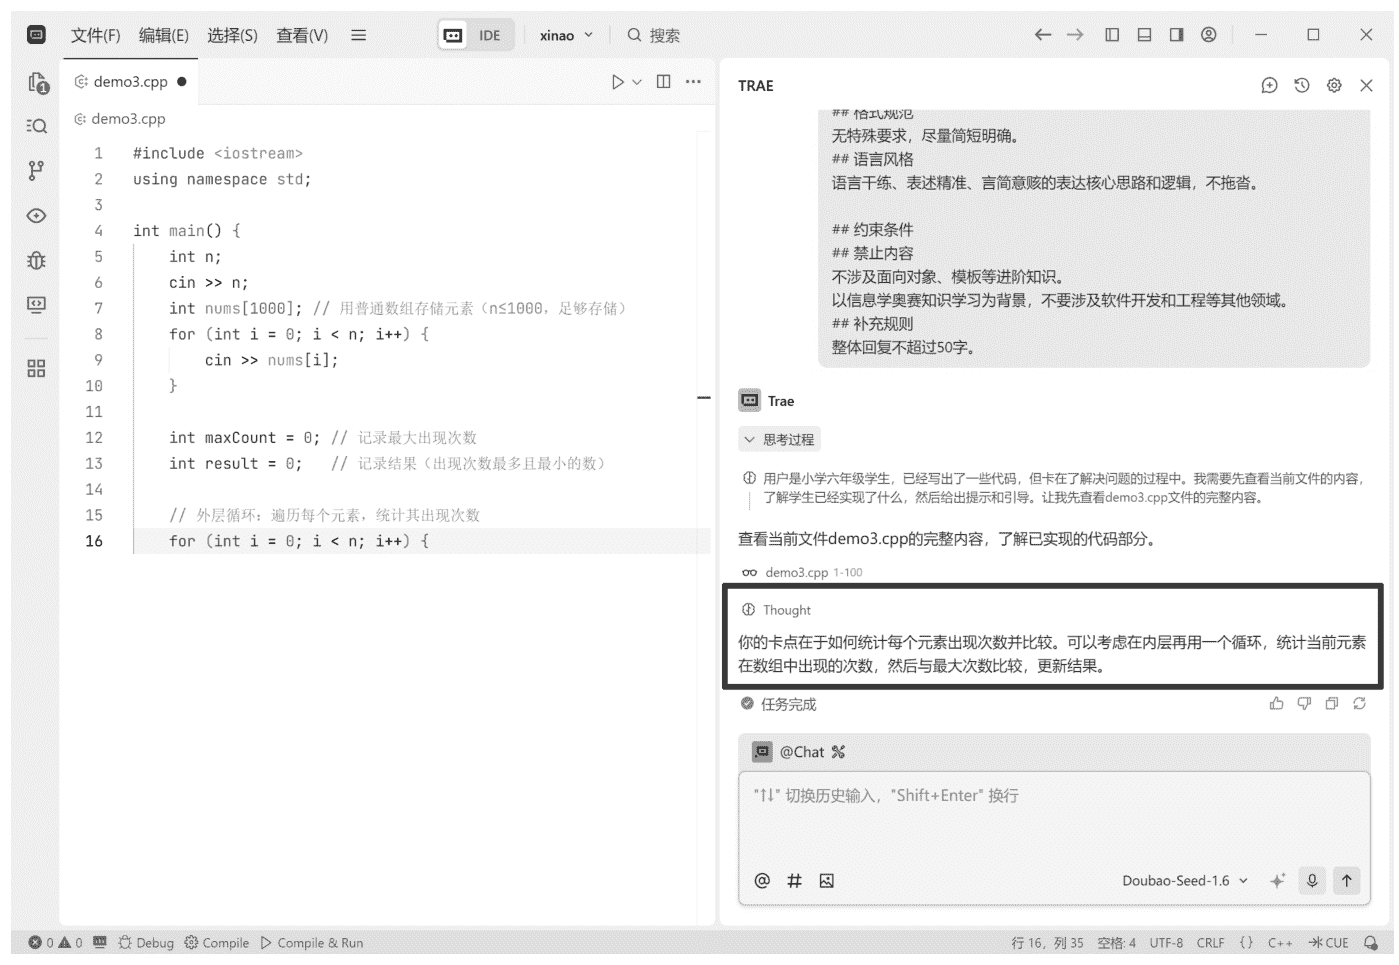 文件(F) 编辑(E) 选择(S) 查看(V) IDE xinao 搜索
1
demo3.cpp
TRAE
demo3.cpp
1 #include <iostream>
2 using namespace std;
3
4 int main() {
5 int n;
6 cin >> n;
7 int nums[1000]; // 用普通数组存储元素（n≤1000，足够存储）
8 for (int i = 0; i < n; i++) {
9 cin >> nums[i];
10 }
11
12 int maxCount = 0; // 记录最大出现次数
13 int result = 0; // 记录结果（出现次数最多且最小的数）
14
15 // 外层循环：遍历每个元素，统计其出现次数
16 for (int i = 0; i < n; i++) {
## 格式规范
无特殊要求，尽量简短明确。
## 语言风格
语言干练、表述精准、言简意赅的表达核心思路和逻辑，不拖沓。
## 约束条件
## 禁止内容
不涉及面向对象、模板等进阶知识。
以信息学奥赛知识学习为背景，不要涉及软件开发和工程等其他领域。
## 补充规则
整体回复不超过50字。
Trae
思考过程
用户是小学六年级学生，已经写出了一些代码，但卡在了解决问题的过程中。我需要先查看当前文件的内容，
了解学生已经实现了什么，然后给出提示和引导。让我先查看demo3.cpp文件的完整内容。
查看当前文件demo3.cpp的完整内容，了解已实现的代码部分。
demo3.cpp 1-100
Thought
你的卡点在于如何统计每个元素出现次数并比较。可以考虑在内层再用一个循环，统计当前元素
在数组中出现的次数，然后与最大次数比较，更新结果。
任务完成
@Chat
"↑↓" 切换历史输入，"Shift+Enter" 换行
@ # Doubao-Seed-1.6
0 0 Debug Compile Compile & Run
行 16，列 35 空格: 4 UTF-8 CRLF {} C++ CUE